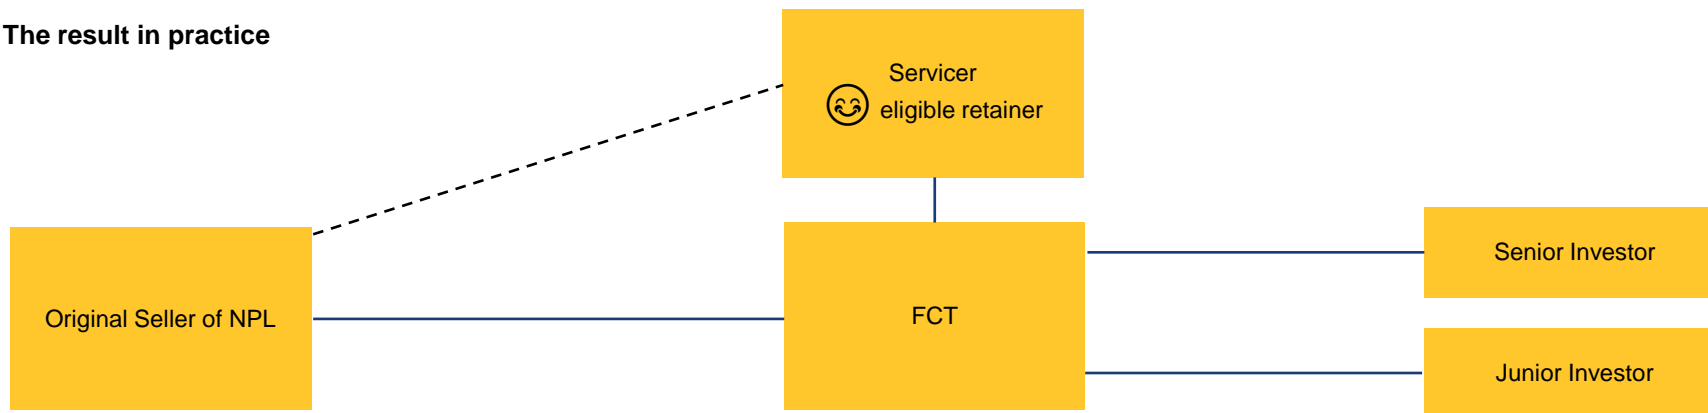 The result in practice
Servicer
eligible retainer
Original Seller of NPL
FCT
Senior Investor
Junior Investor